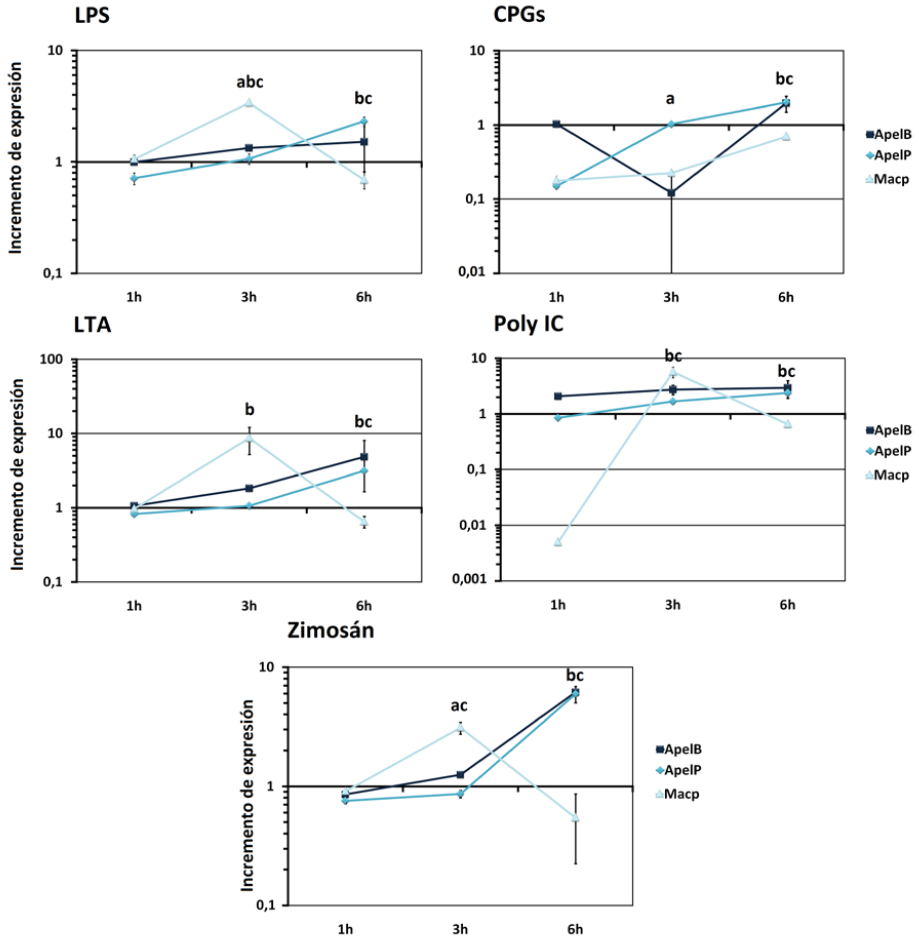 LPS
Incremento de expresión
10
1
0,1
abc
bc
1h
3h
6h
CPGs
10
1
0,1
0,01
a
bc
1h
3h
6h
ApelB
ApelP
Macp
LTA
Incremento de expresión
100
10
1
0,1
b
bc
1h
3h
6h
Poly IC
10
1
0,1
0,01
0,001
bc
bc
1h
3h
6h
ApelB
ApelP
Macp
Zimosán
Incremento de expresión
10
1
0,1
ac
bc
1h
3h
6h
ApelB
ApelP
Macp